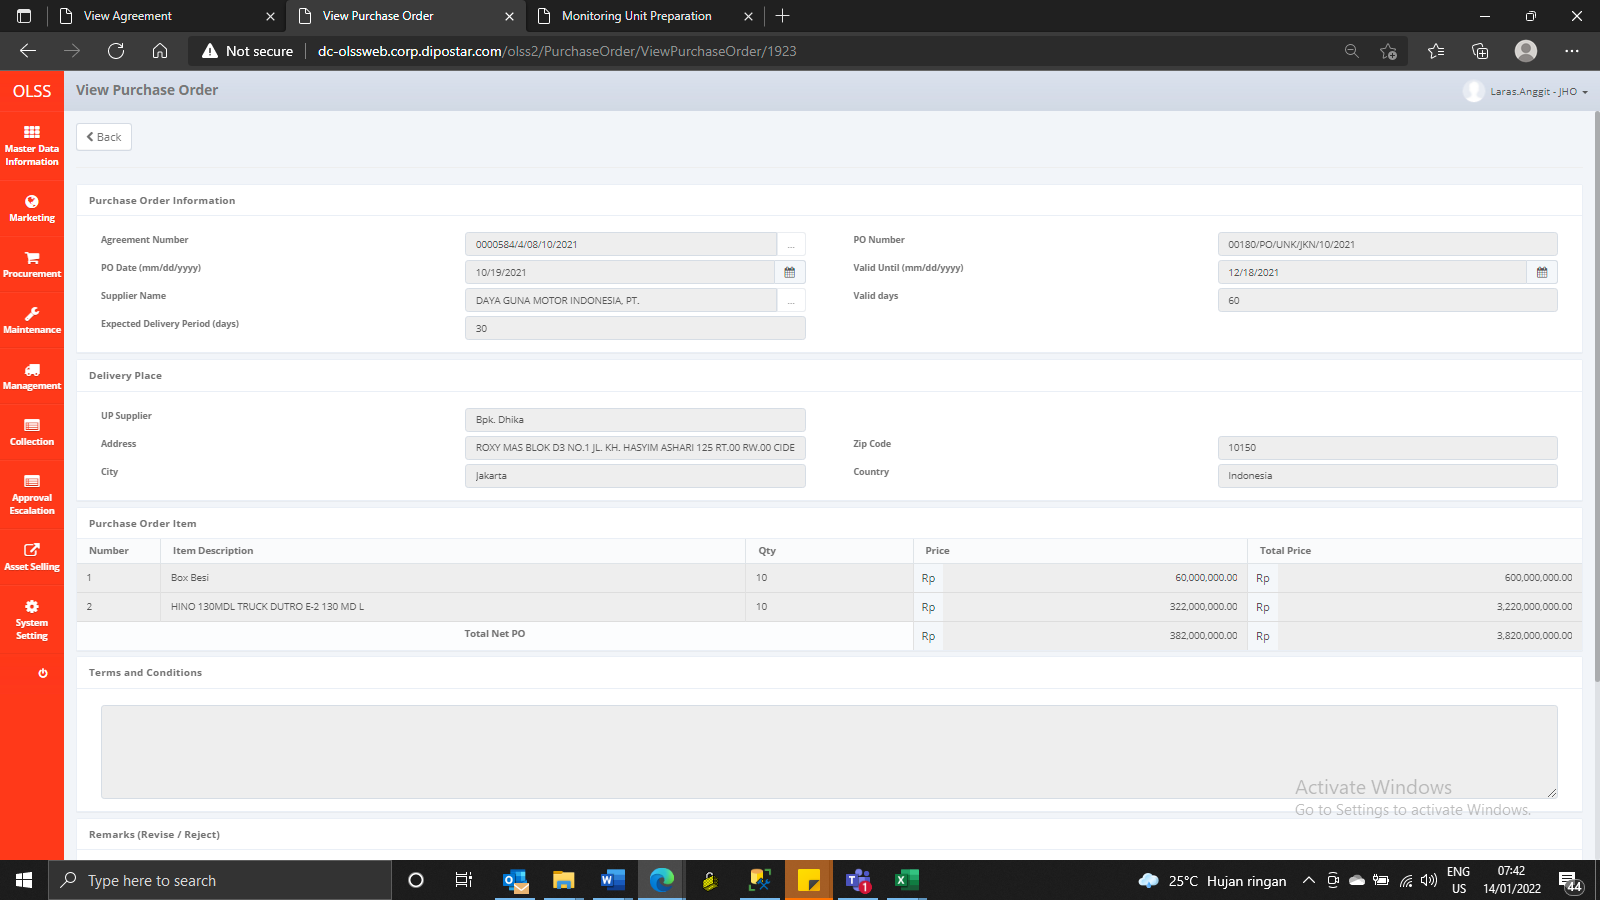 View Agreement
View Purchase Order
Monitoring Unit Preparation
Not secure
dc-olssweb.corp.dipostar.com/olss2/PurchaseOrder/ViewPurchaseOrder/1923
OLSS
View Purchase Order
Laras.Anggit - JHO
Back
Master Data
Information
Marketing
Procurement
Maintenance
Management
Collection
Approval
Escalation
Asset Selling
System
Setting
Purchase Order Information
Agreement Number
0000584/4/08/10/2021
...
PO Number
00180/PO/UNK/JKN/10/2021
PO Date (mm/dd/yyyy)
10/19/2021
Valid Until (mm/dd/yyyy)
12/18/2021
Supplier Name
DAYA GUNA MOTOR INDONESIA, PT.
...
Valid days
60
Expected Delivery Period (days)
30
Delivery Place
UP Supplier
Bpk. Dhika
Address
ROXY MAS BLOK D3 NO.1 JL. KH. HASYIM ASHARI 125 RT.00 RW.00 CIDE
Zip Code
10150
City
Jakarta
Country
Indonesia
Purchase Order Item
Number Item Description Qty Price Total Price
1 Box Besi 10 Rp 60,000,000.00 Rp 600,000,000.00
2 HINO 130MDL TRUCK DUTRO E-2 130 MD L 10 Rp 322,000,000.00 Rp 3,220,000,000.00
Total Net PO Rp 382,000,000.00 Rp 3,820,000,000.00
Terms and Conditions
Activate Windows
Go to Settings to activate Windows.
Remarks (Revise / Reject)
Type here to search
1
25°C Hujan ringan
ENG
US
07:42
14/01/2022
44